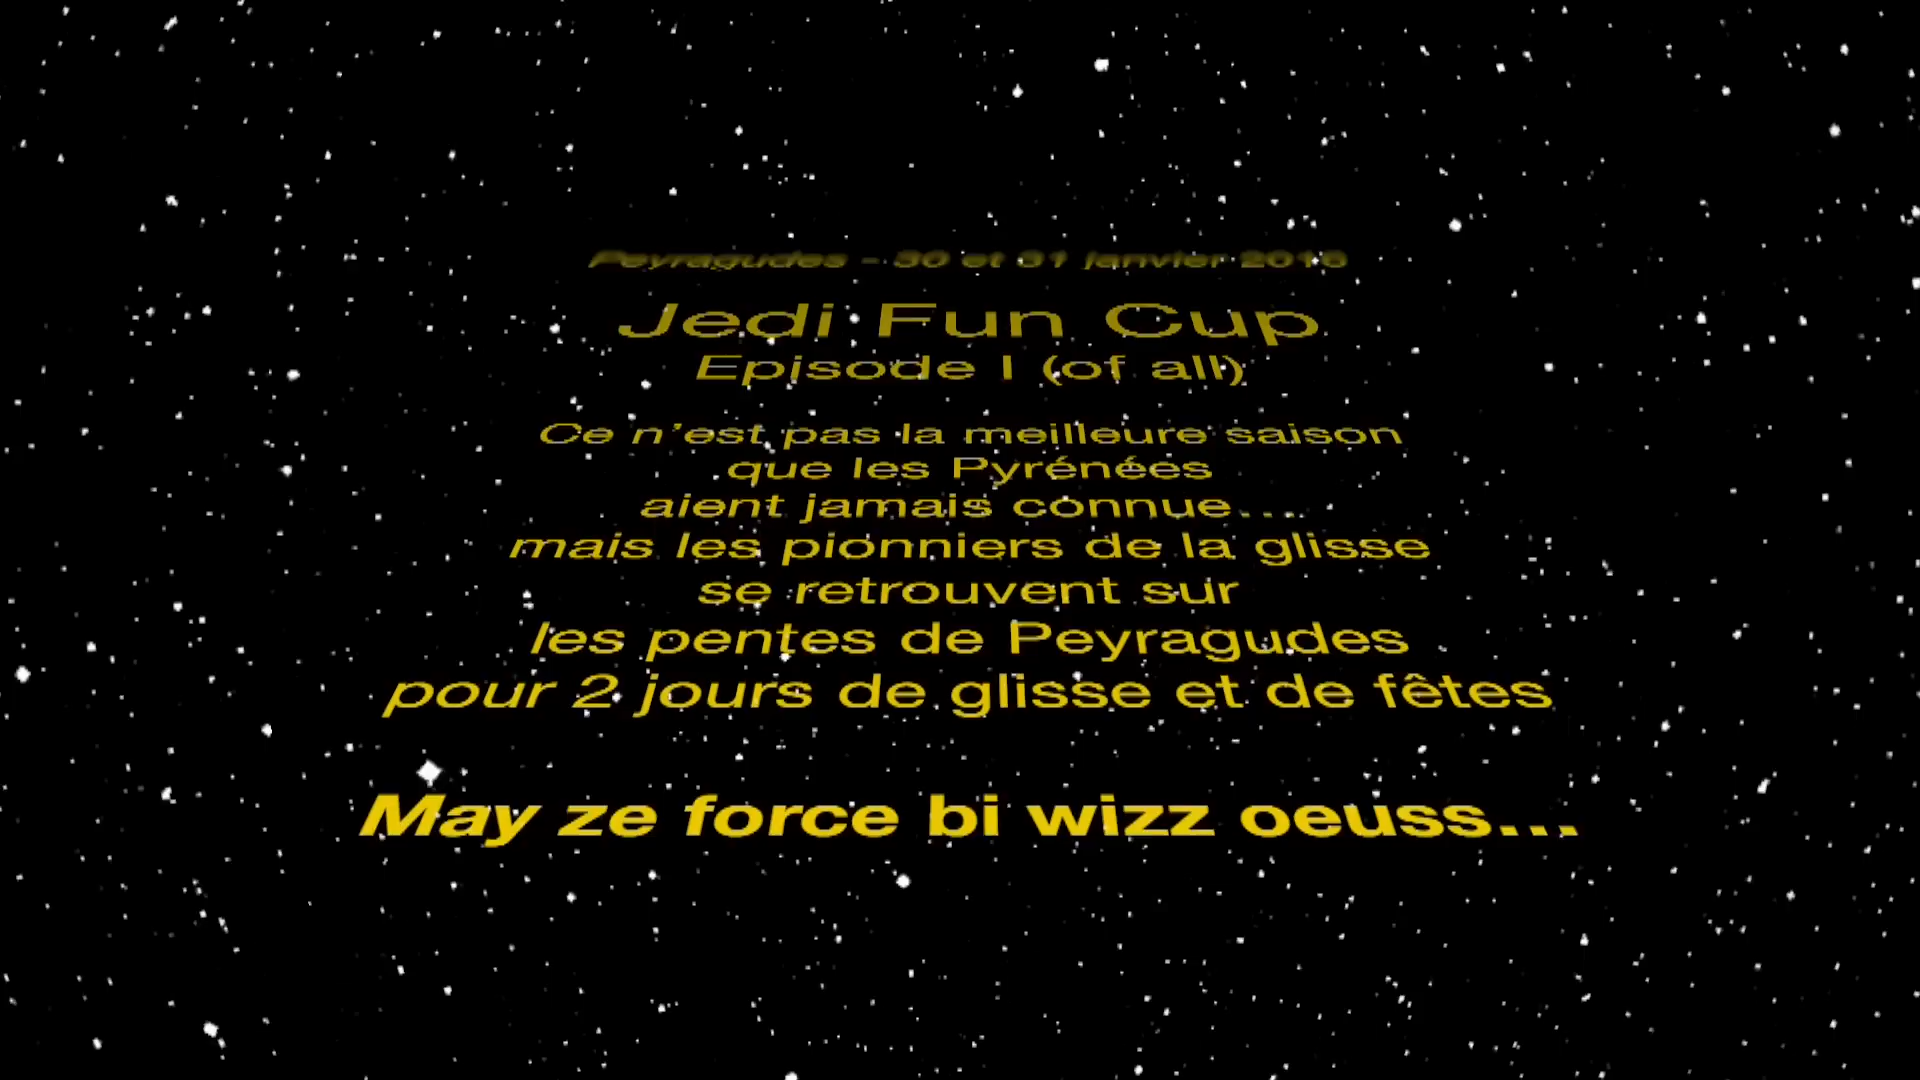 Peyragudes - 30 et 31 janvier 2016
Jedi Fun Cup
Episode I (of all)
Ce n'est pas la meilleure saison
que les Pyrénées
aient jamais connue....
mais les pionniers de la glisse
se retrouvent sur
les pentes de Peyragudes
pour 2 jours de glisse et de fêtes
May ze force bi wizz oeuss...